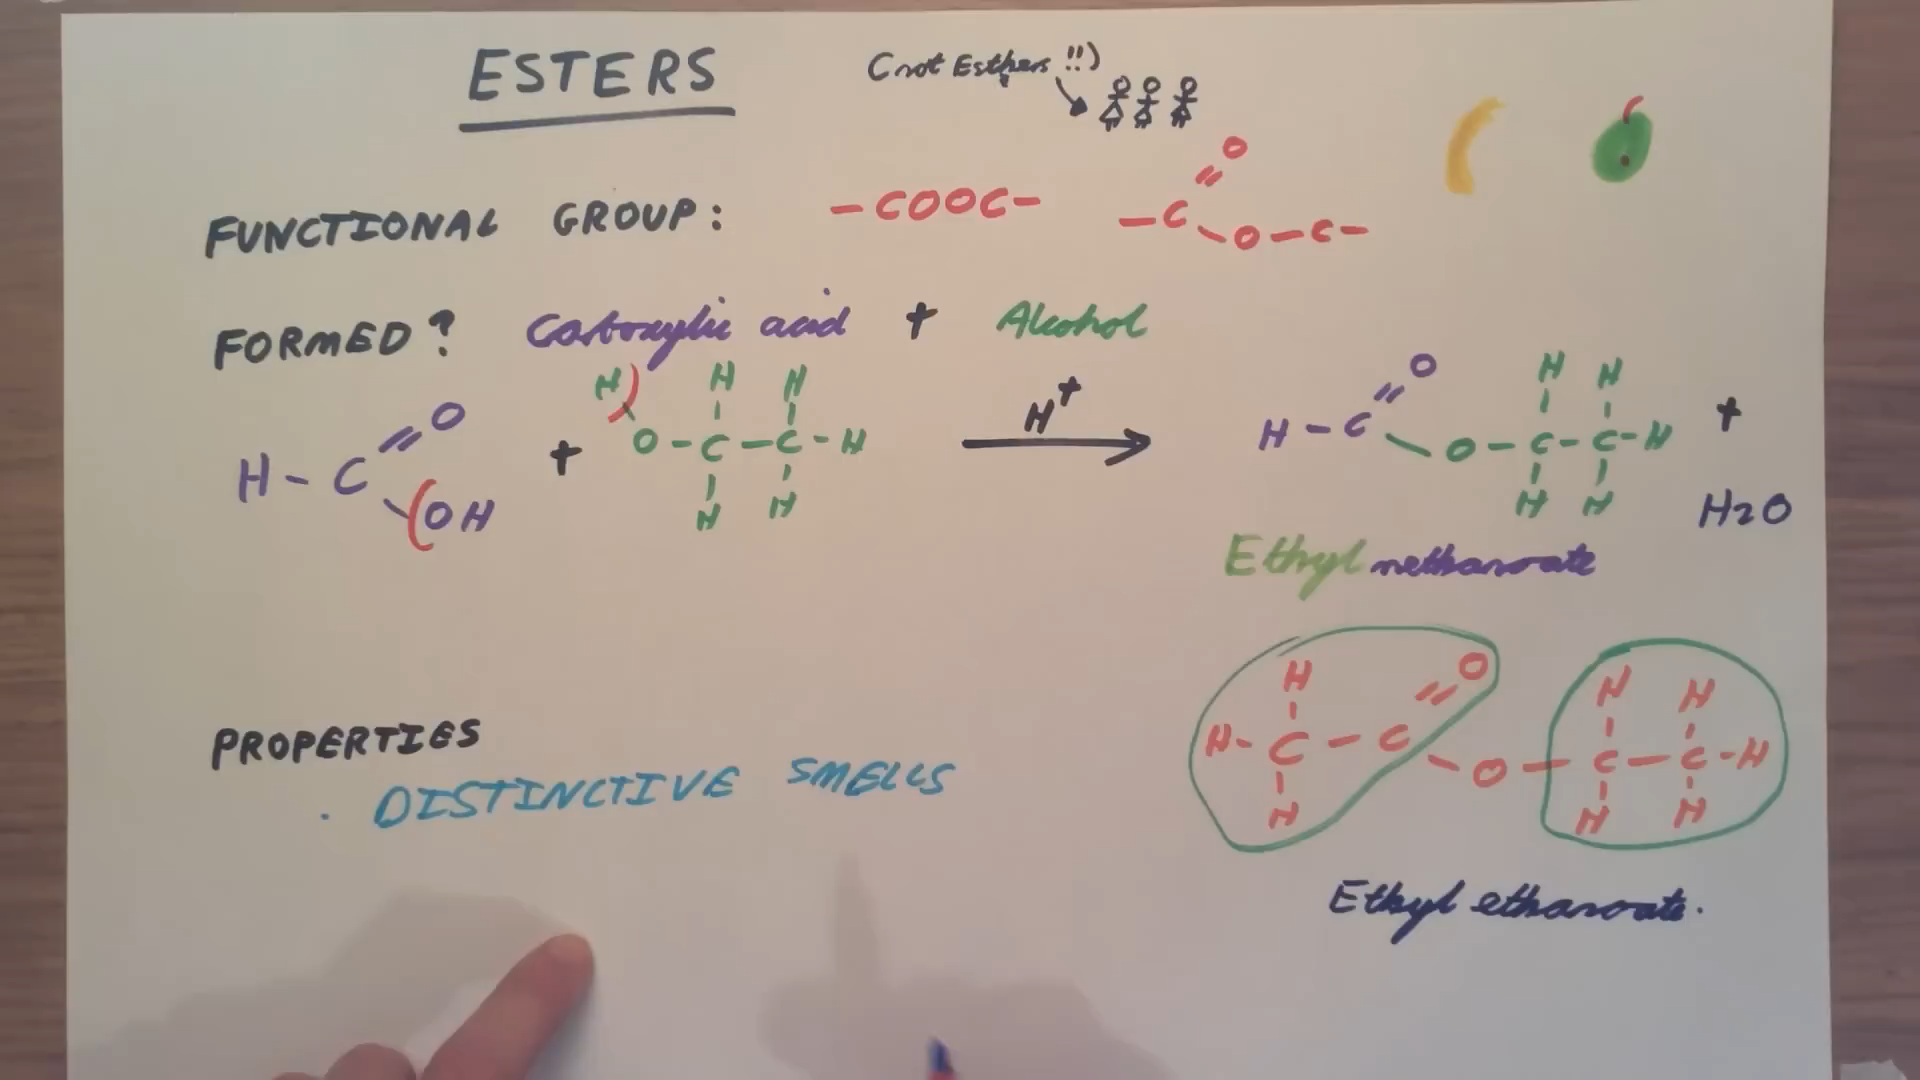 ESTERS
(not Esthers !!)
FUNCTIONAL GROUP: -COOC-
O
-C
O-C-
FORMED? Carboxylic acid + Alcohol
H-C
O
OH
+
H
H H
O-C-C-H
H H
H+
H-C
O
H H
O-C-C-H
H H
+
H2O
Ethyl methanoate
H
O
H-C-C
H
O
H H
C-C-H
H H
Ethyl ethanoate.
PROPERTIES
. DISTINCTIVE SMELLS